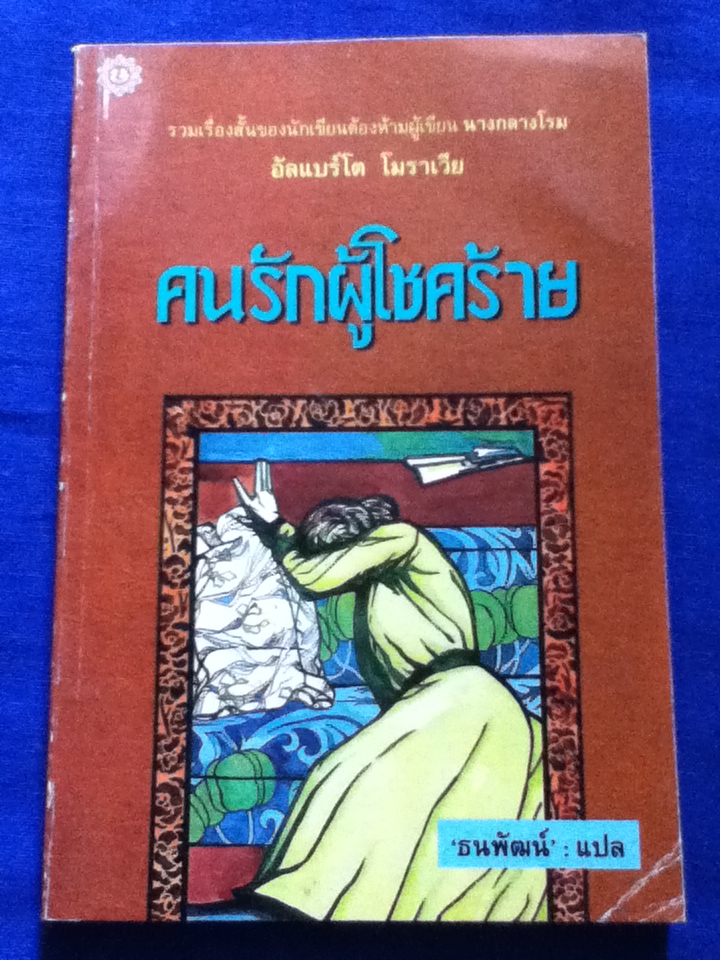 รวมเรื่องสั้นของนักเขียนต้องห้ามผู้เขียน นางกลางโรม
อัลแบร์โต โมราเวีย
คนรักผู้โชคร้าย
'ธนพัฒน์' : แปล